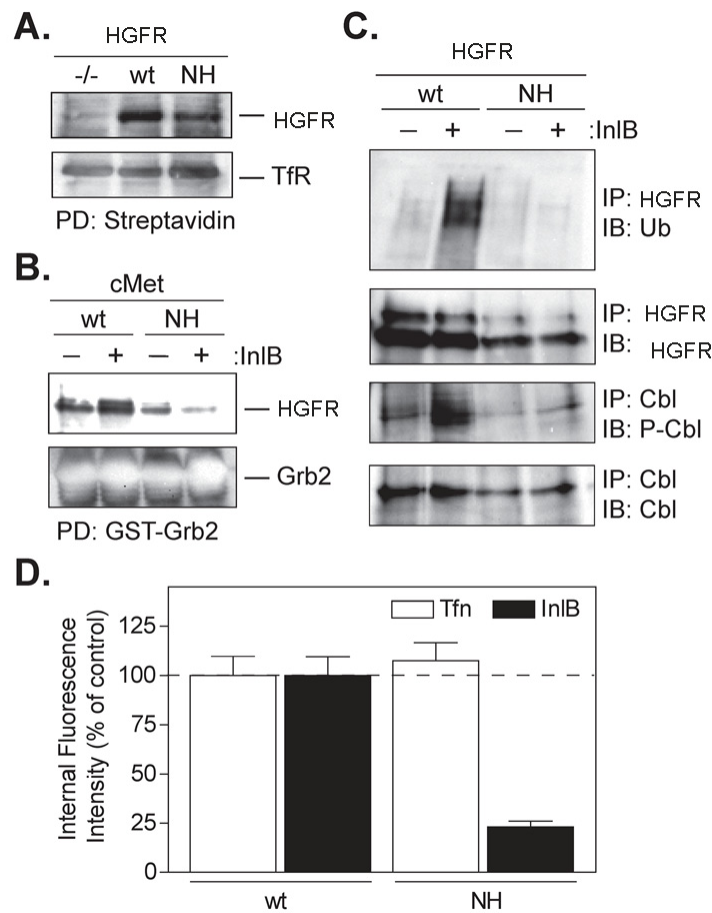 A.
HGFR
-/- wt NH
HGFR
TfR
PD: Streptavidin
B.
cMet
wt NH
– + – + :InlB
HGFR
Grb2
PD: GST-Grb2
C.
HGFR
wt NH
– + – + :InlB
IP: HGFR
IB: Ub
IP: HGFR
IB: HGFR
IP: Cbl
IB: P-Cbl
IP: Cbl
IB: Cbl
D.
Internal Fluorescence
Intensity (% of control)
125
100
75
50
25
0
Tfn InlB
wt NH